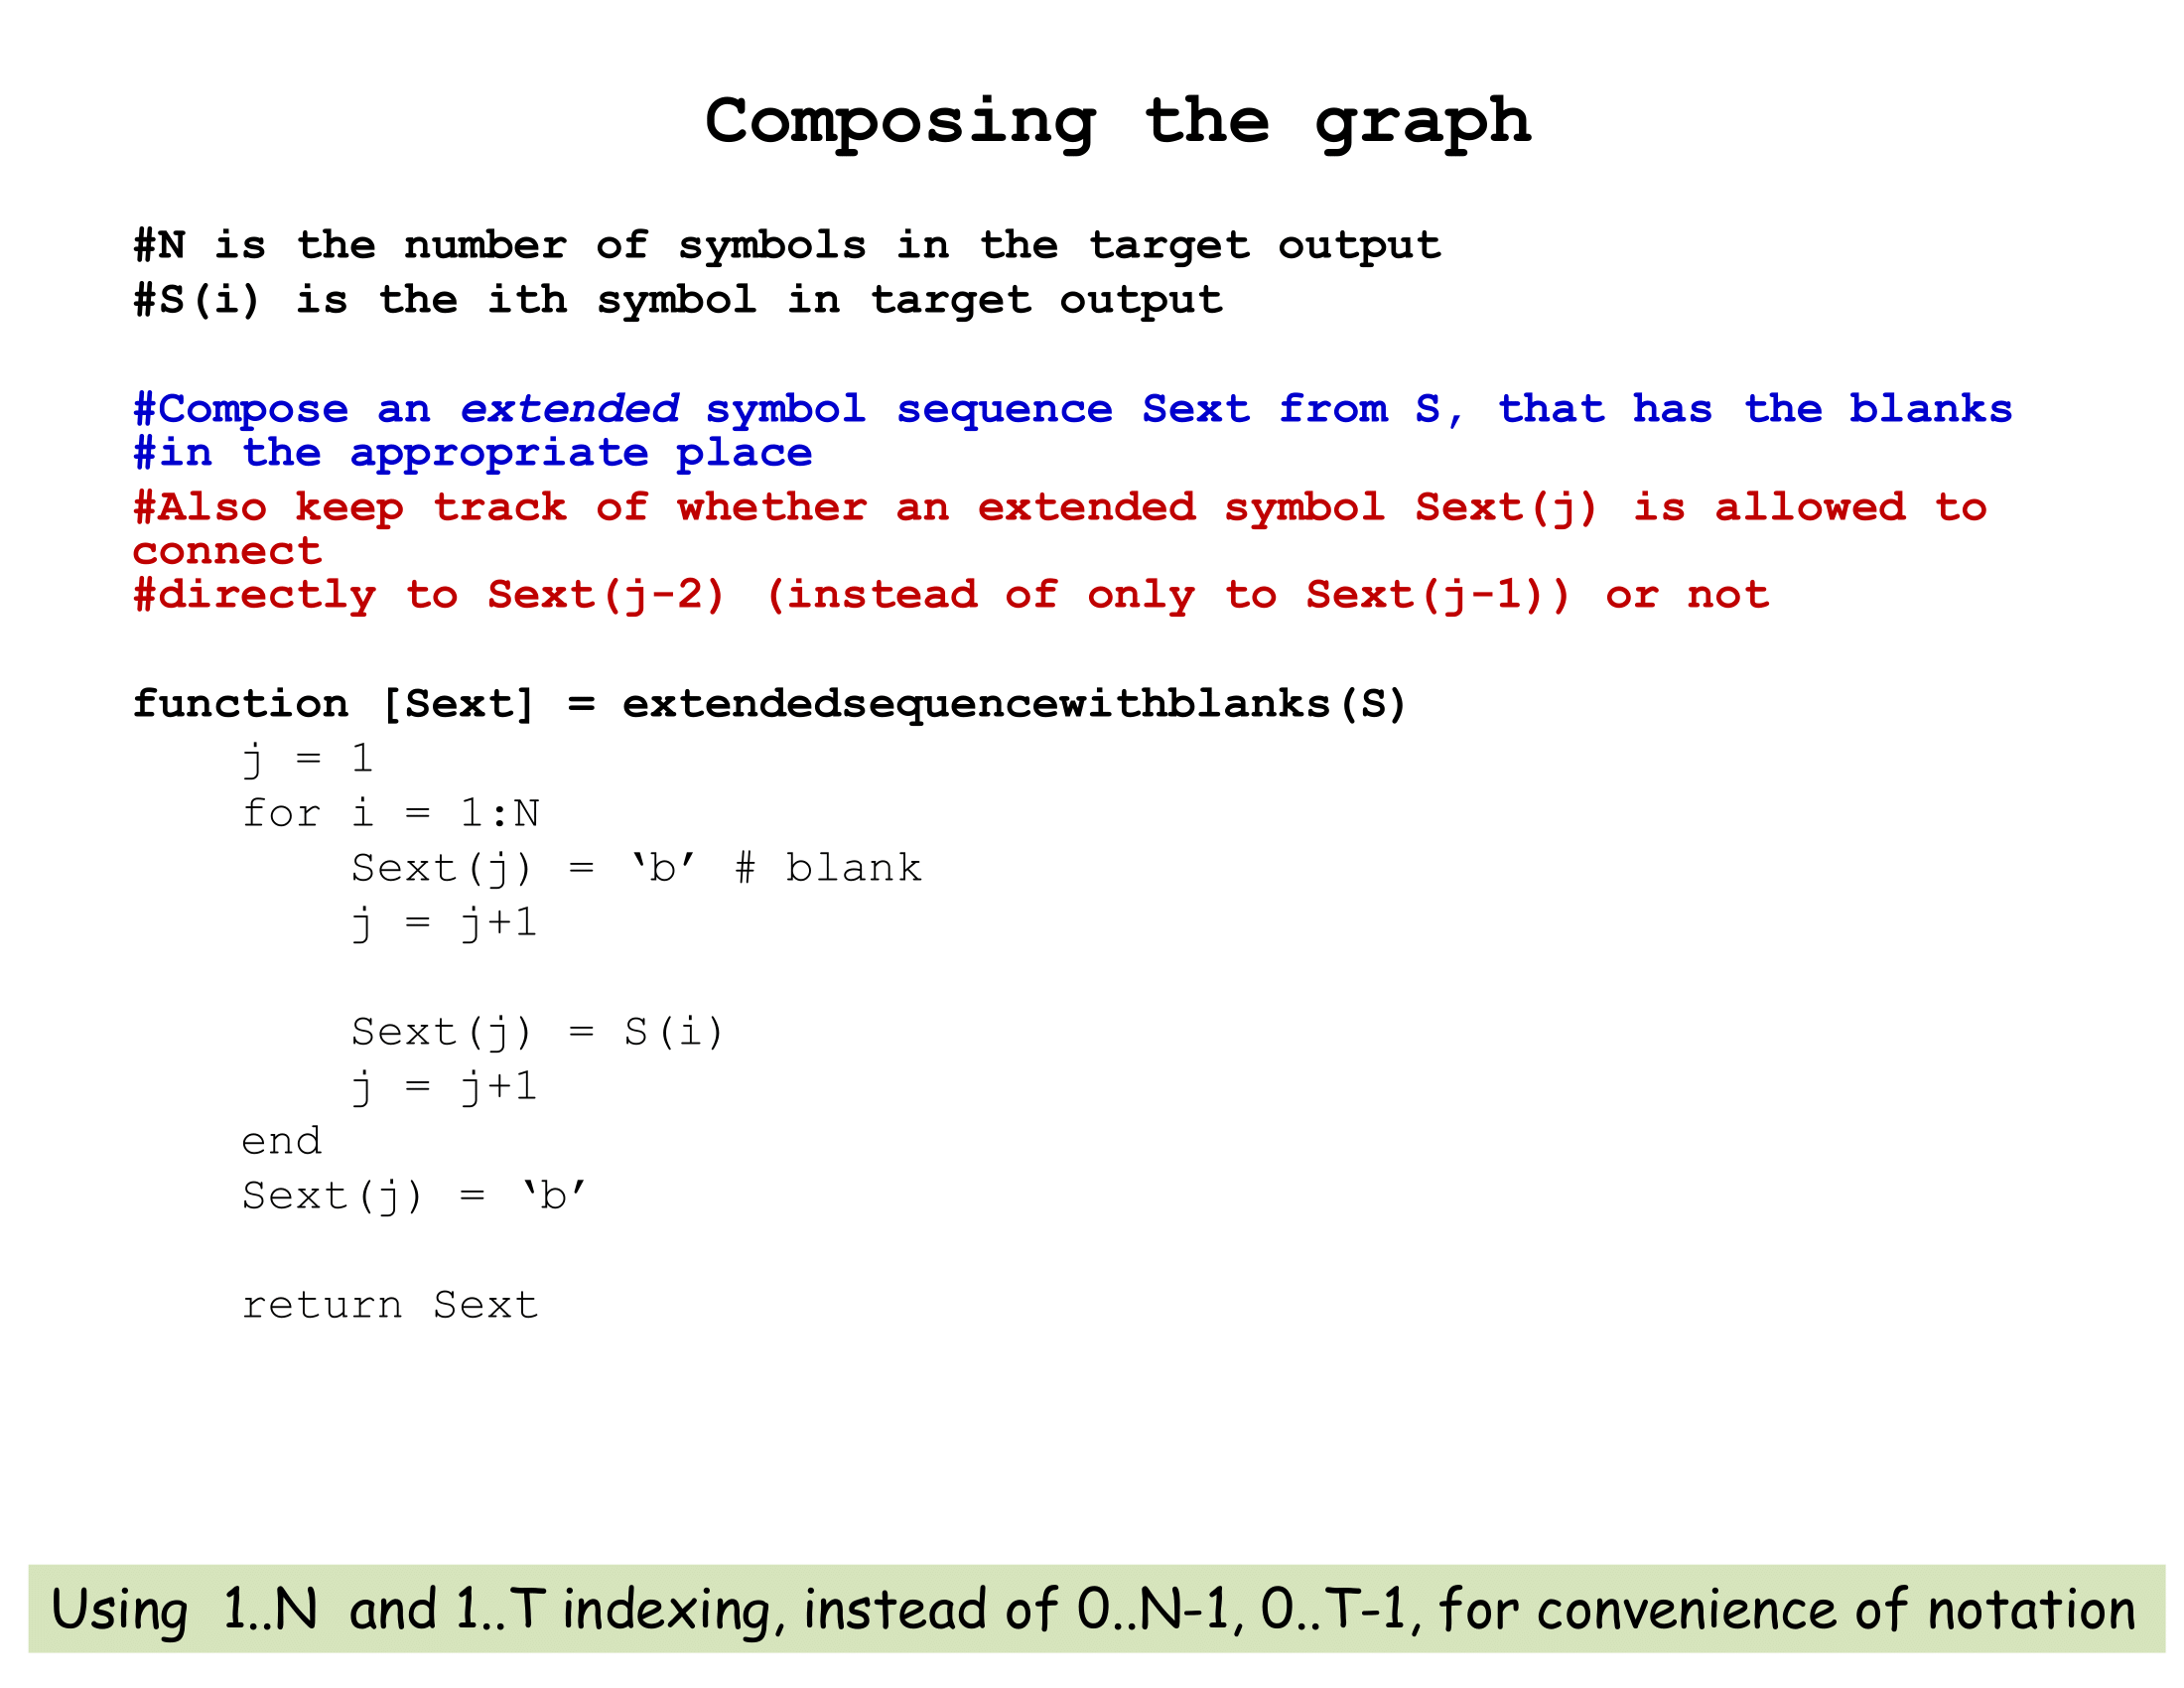 Composing the graph
#N is the number of symbols in the target output
#S(i) is the ith symbol in target output
#Compose an extended symbol sequence Sext from S, that has the blanks
#in the appropriate place
#Also keep track of whether an extended symbol Sext(j) is allowed to
connect
#directly to Sext(j-2) (instead of only to Sext(j-1)) or not
function [Sext] = extendedsequencewithblanks(S)
j = 1
for i = 1:N
Sext(j) = ‘b’ # blank
j = j+1
Sext(j) = S(i)
j = j+1
end
Sext(j) = ‘b’
return Sext
Using 1..N and 1..T indexing, instead of 0..N-1, 0..T-1, for convenience of notation